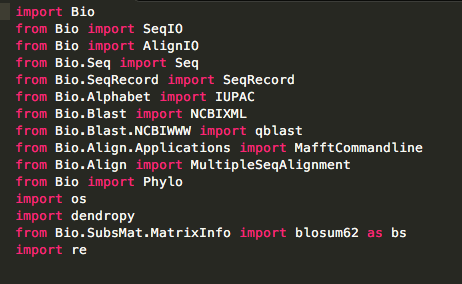 import Bio
from Bio import SeqIO
from Bio import AlignIO
from Bio.Seq import Seq
from Bio.SeqRecord import SeqRecord
from Bio.Alphabet import IUPAC
from Bio.Blast import NCBIXML
from Bio.Blast.NCBIWWW import qblast
from Bio.Align.Applications import MafftCommandline
from Bio.Align import MultipleSeqAlignment
from Bio import Phylo
import os
import dendropy
from Bio.SubsMat.MatrixInfo import blosum62 as bs
import re